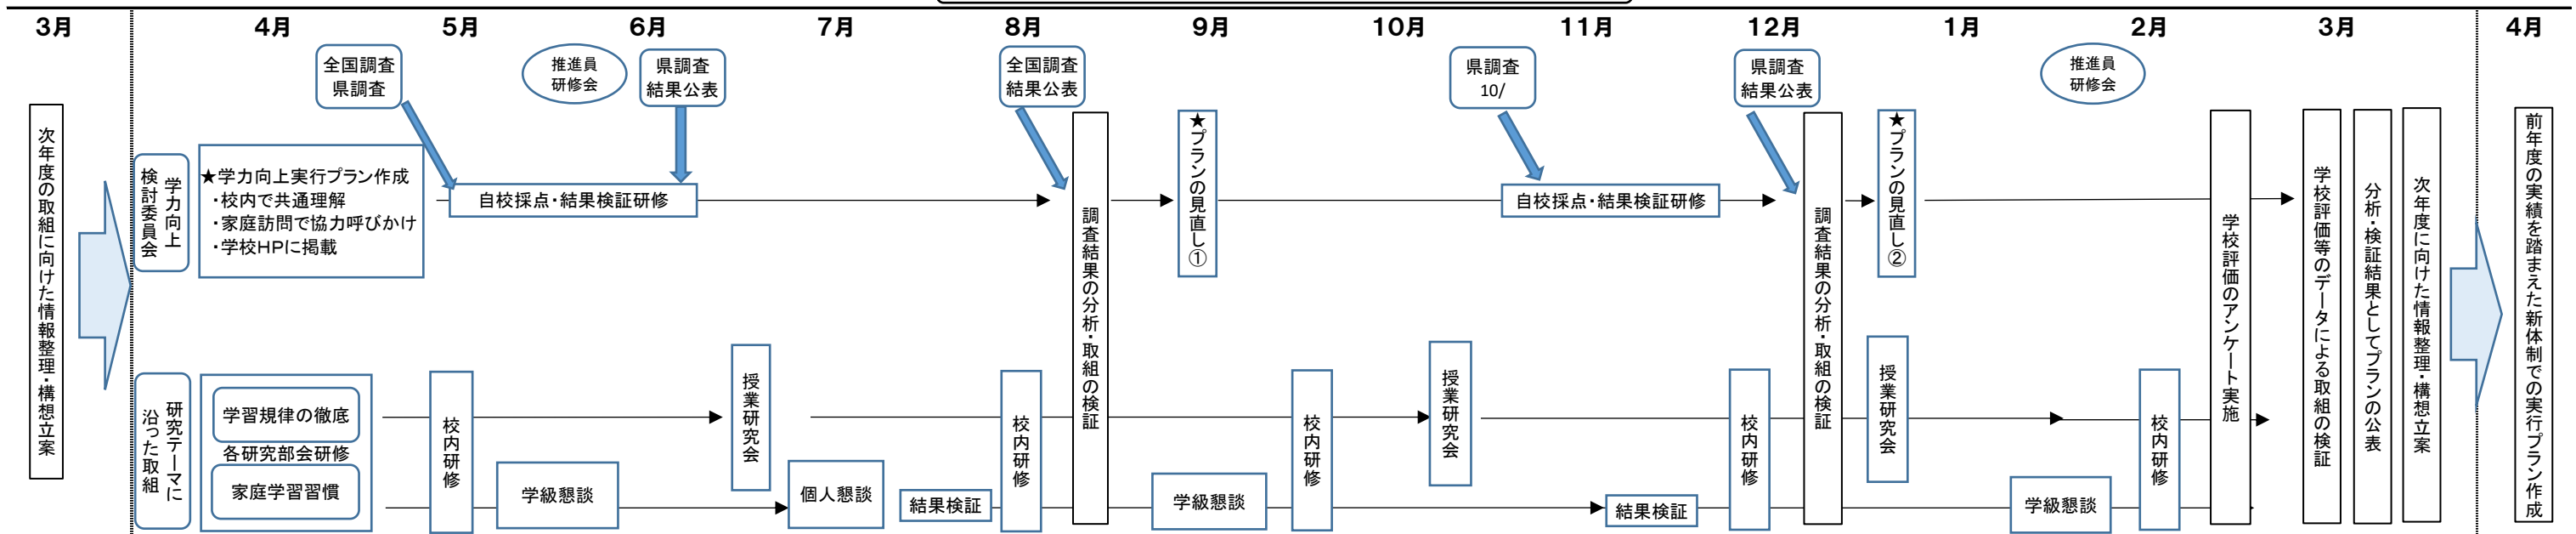 3月
4月
5月
6月
7月
8月
9月
10月
11月
12月
1月
2月
3月
4月
全国調査
県調査
推進員
研修会
県調査
結果公表
全国調査
結果公表
県調査
10/
県調査
結果公表
推進員
研修会
次年度の取組に向けた情報整理・構想立案
学力向上
検討委員会
★学力向上実行プラン作成
・校内で共通理解
・家庭訪問で協力呼びかけ
・学校HPに掲載
自校採点・結果検証研修
調査結果の分析・取組の検証
★プランの見直し①
自校採点・結果検証研修
調査結果の分析・取組の検証
★プランの見直し②
学校評価のアンケート実施
学校評価等のデータによる取組の検証
分析・検証結果としてプランの公表
次年度に向けた情報整理・構想立案
前年度の実績を踏まえた新体制での実行プラン作成
研究テーマに
沿った取組
学習規律の徹底
各研究部会研修
家庭学習習慣
校内研修
学級懇談
授業研究会
個人懇談
結果検証
校内研修
学級懇談
校内研修
授業研究会
結果検証
校内研修
授業研究会
学級懇談
校内研修